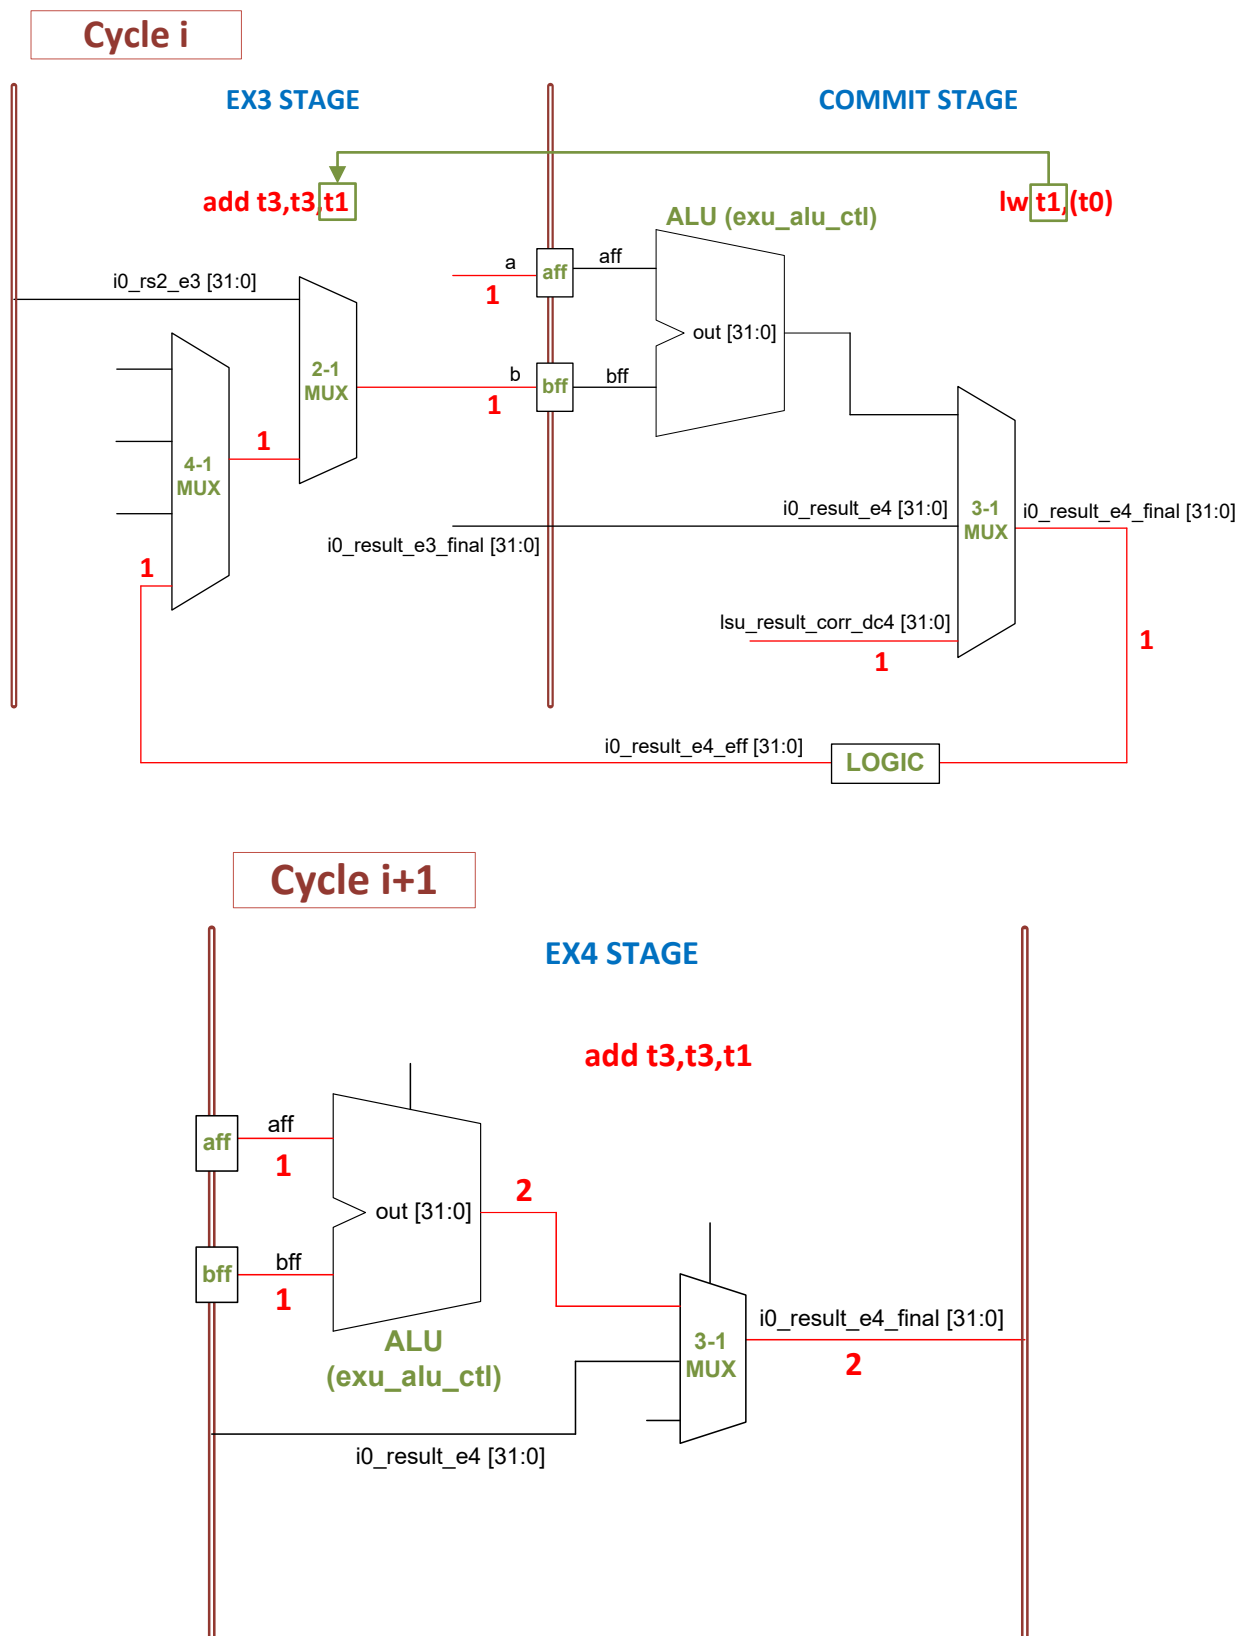 Cycle i
EX3 STAGE
COMMIT STAGE
add t3,t3,t1
lw t1,(t0)
ALU (exu_alu_ctl)
i0_rs2_e3 [31:0]
a
aff
aff
1
out [31:0]
2-1
MUX
b
bff
bff
1
1
4-1
MUX
i0_result_e4 [31:0]
3-1
MUX
i0_result_e4_final [31:0]
i0_result_e3_final [31:0]
1
lsu_result_corr_dc4 [31:0]
1
1
i0_result_e4_eff [31:0]
LOGIC
Cycle i+1
EX4 STAGE
add t3,t3,t1
aff
aff
1
2
out [31:0]
bff
bff
1
i0_result_e4_final [31:0]
ALU
(exu_alu_ctl)
3-1
MUX
2
i0_result_e4 [31:0]